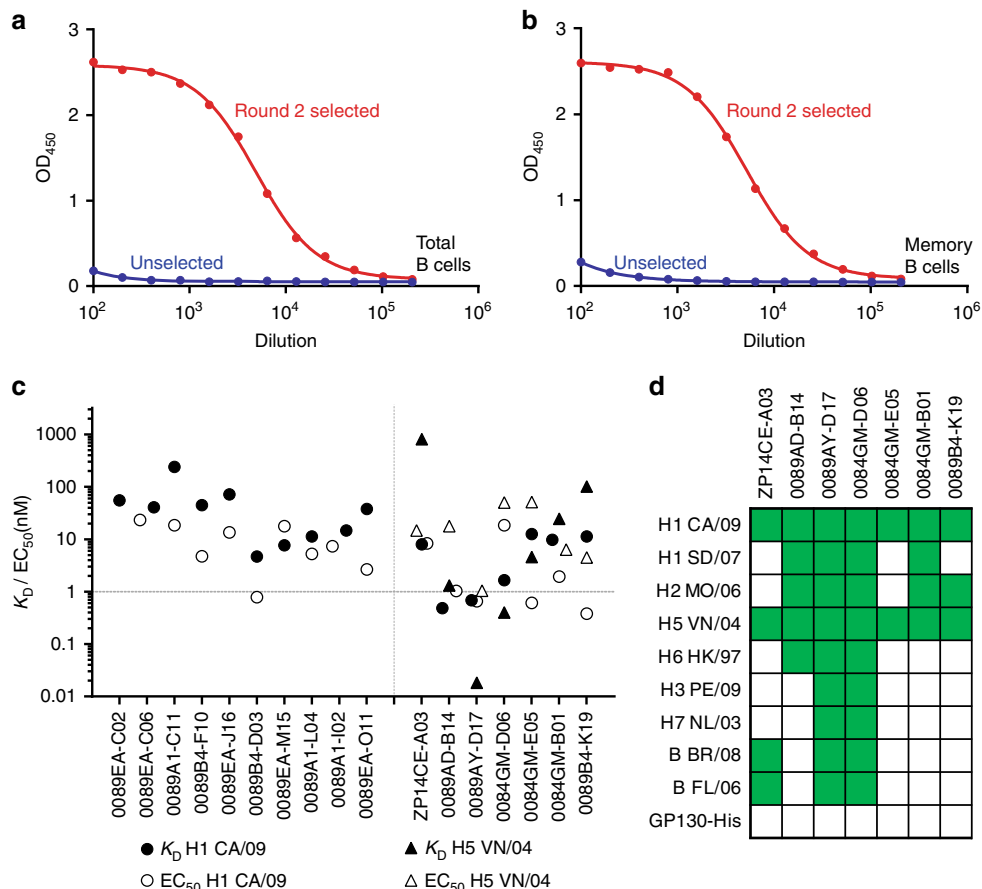 a
3
2
1
0
OD450
Round 2 selected
Unselected
Total
B cells
10^2
10^3
10^4
10^5
10^6
Dilution
b
3
2
1
0
OD450
Round 2 selected
Unselected
Memory
B cells
10^2
10^3
10^4
10^5
10^6
Dilution
c
1000
100
10
1
0.1
0.01
KD / EC50(nM)
0089EA-C02
0089EA-C06
0089A1-C11
0089B4-F10
0089EA-J16
0089B4-D03
0089EA-M15
0089A1-L04
0089A1-I02
0089EA-O11
ZP14CE-A03
0089AD-B14
0089AY-D17
0084GM-D06
0084GM-E05
0084GM-B01
0089B4-K19
KD H1 CA/09
KD H5 VN/04
EC50 H1 CA/09
EC50 H5 VN/04
d
ZP14CE-A03
0089AD-B14
0089AY-D17
0084GM-D06
0084GM-E05
0084GM-B01
0089B4-K19
H1 CA/09
H1 SD/07
H2 MO/06
H5 VN/04
H6 HK/97
H3 PE/09
H7 NL/03
B BR/08
B FL/06
GP130-His